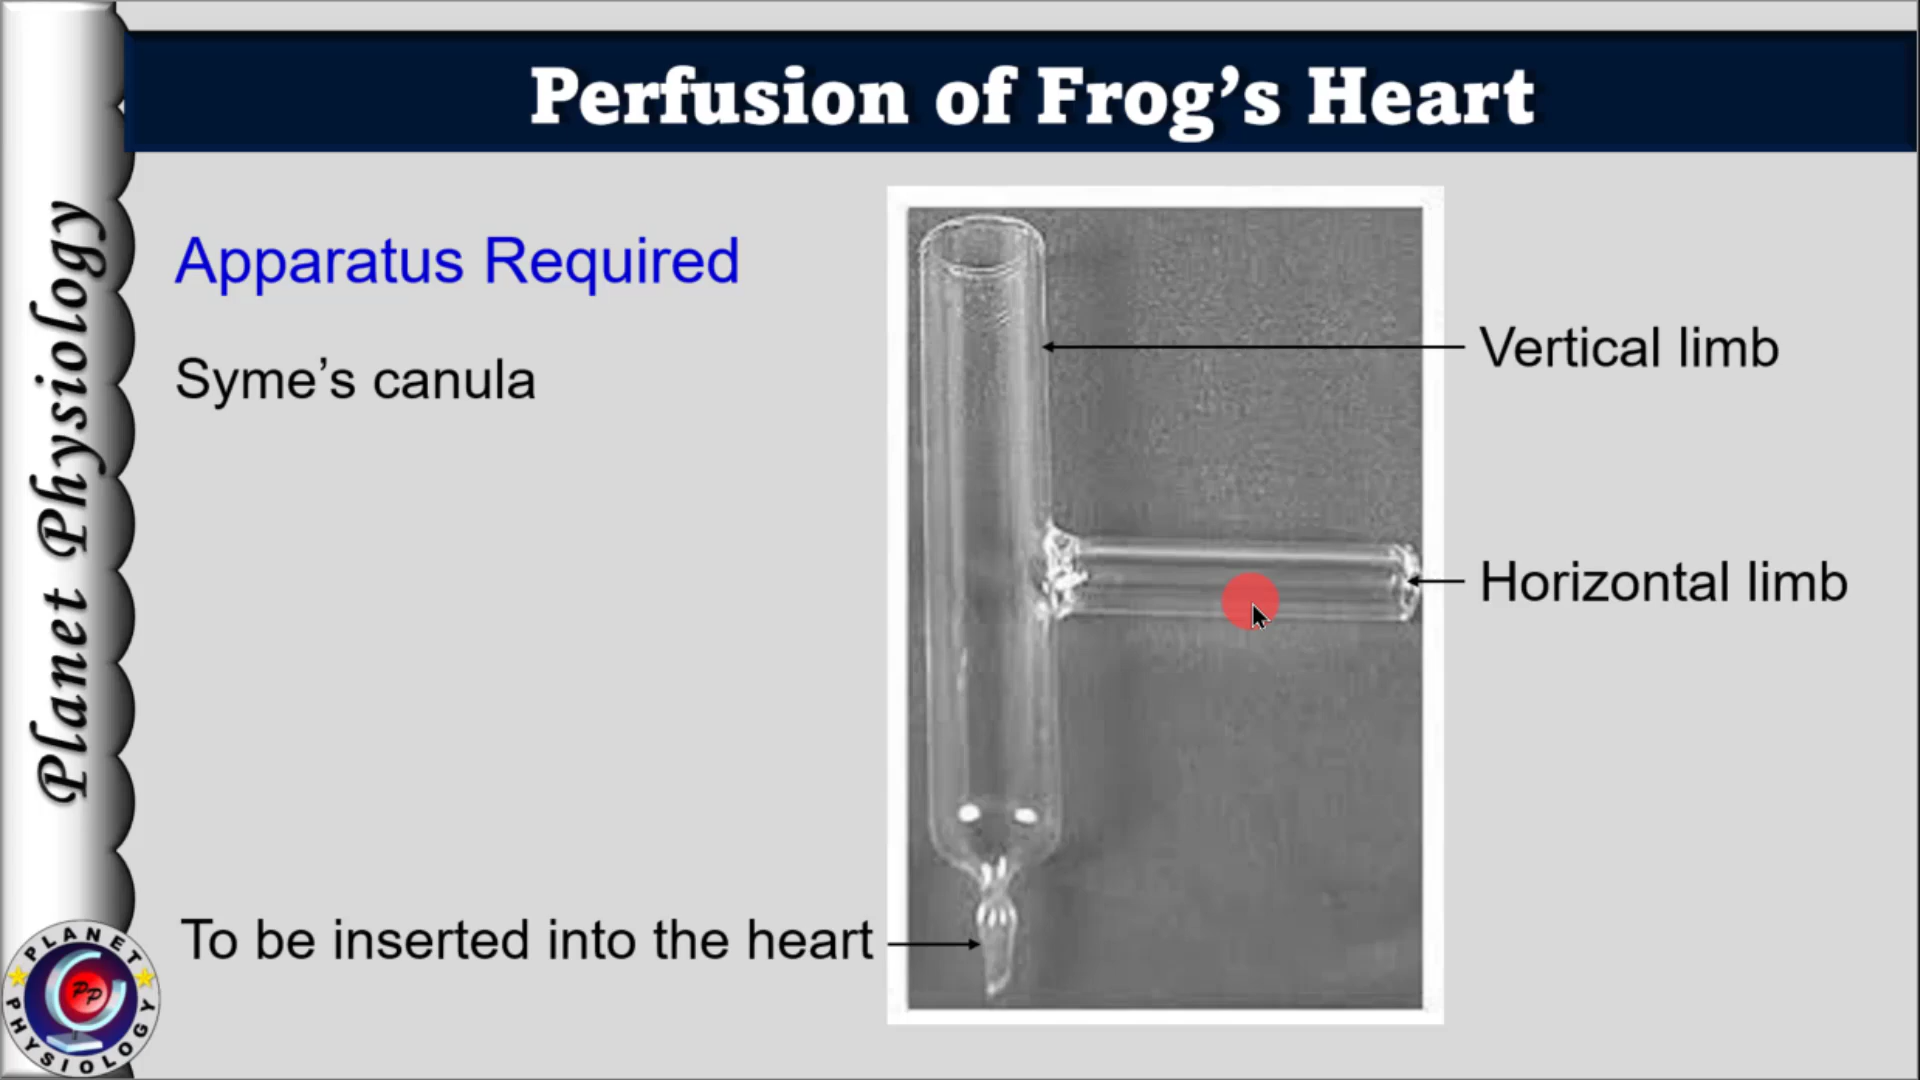 Perfusion of Frog’s Heart
Planet Physiology
Apparatus Required
Syme’s canula
Vertical limb
Horizontal limb
To be inserted into the heart
PLANET
PP
PHYSIOLOGY